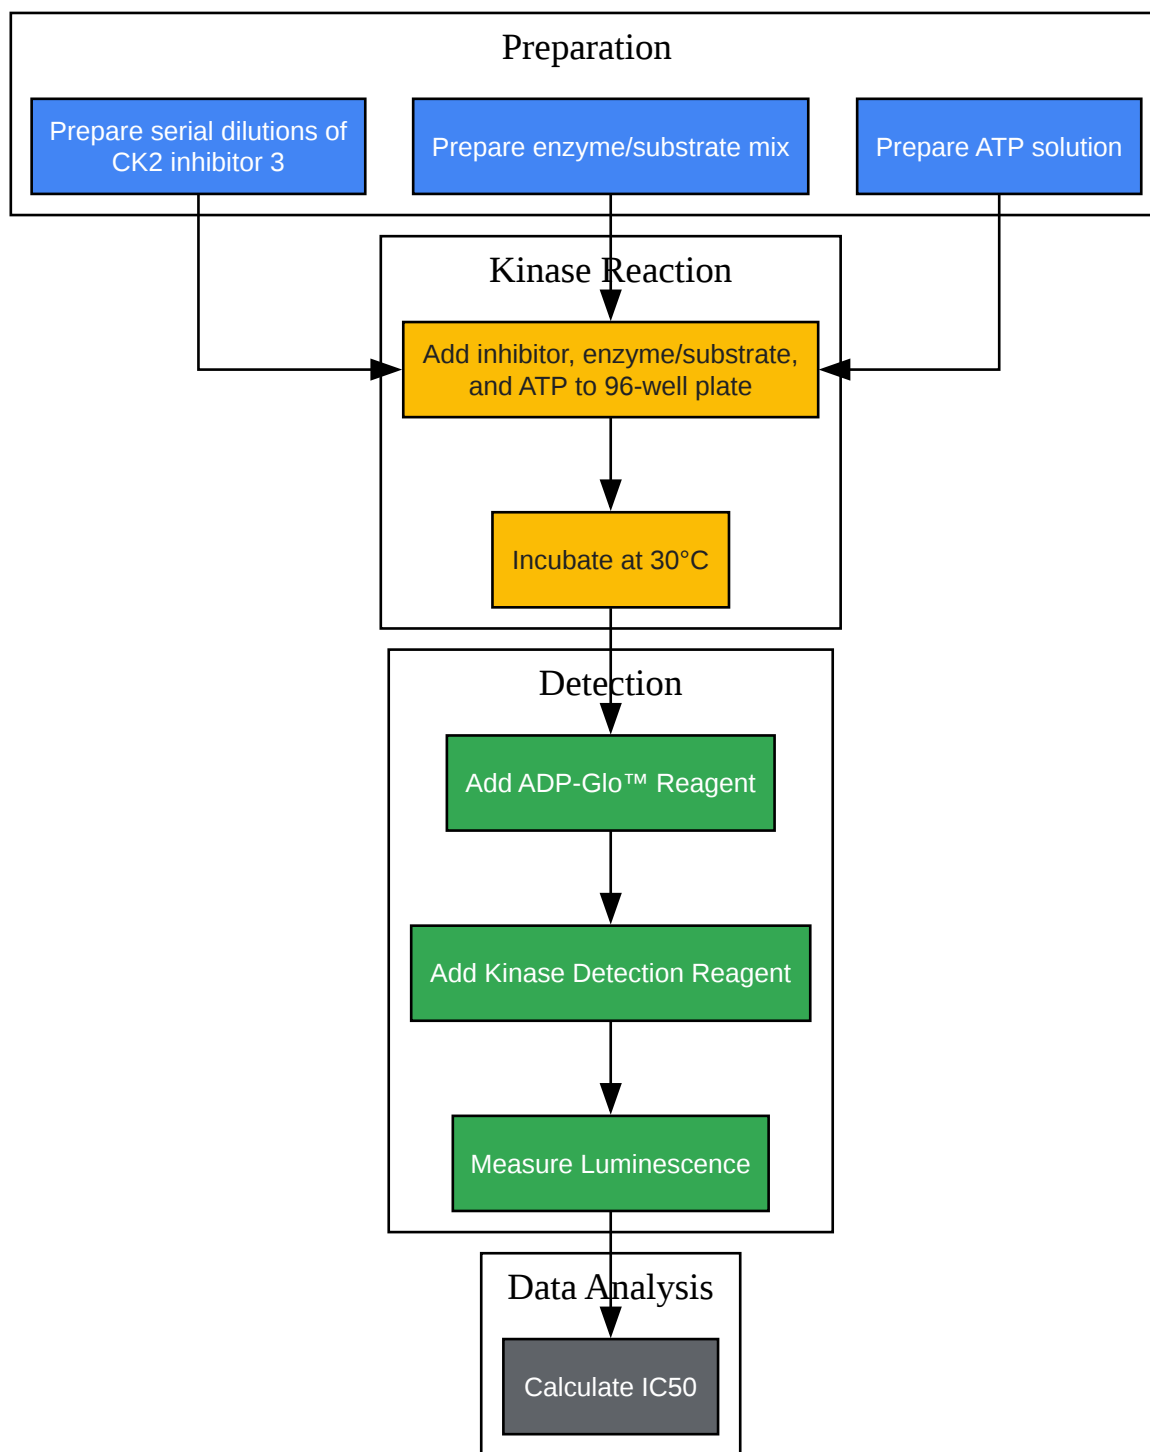 Preparation
Prepare serial dilutions of
CK2 inhibitor 3
Prepare enzyme/substrate mix
Prepare ATP solution
Kinase Reaction
Add inhibitor, enzyme/substrate,
and ATP to 96-well plate
Incubate at 30°C
Detection
Add ADP-Glo™ Reagent
Add Kinase Detection Reagent
Measure Luminescence
Data Analysis
Calculate IC50